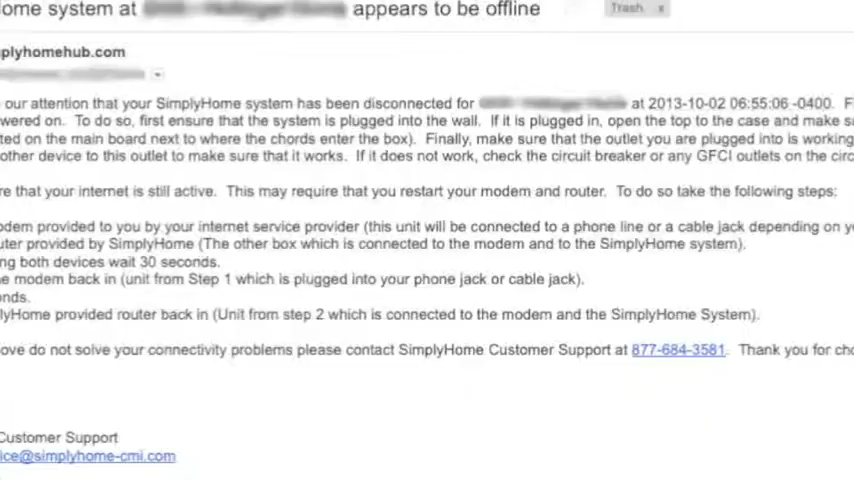 ome system at appears to be offline Trash x
plyhomehub.com
our attention that your SimplyHome system has been disconnected for at 2013-10-02 06:55:06 -0400. F
wered on. To do so, first ensure that the system is plugged into the wall. If it is plugged in, open the top to the case and make su
ted on the main board next to where the chords enter the box). Finally, make sure that the outlet you are plugged into is working
other device to this outlet to make sure that it works. If it does not work, check the circuit breaker or any GFCI outlets on the circ
re that your internet is still active. This may require that you restart your modem and router. To do so take the following steps:
odem provided to you by your internet service provider (this unit will be connected to a phone line or a cable jack depending on yo
uter provided by SimplyHome (The other box which is connected to the modem and to the SimplyHome system).
ng both devices wait 30 seconds.
e modem back in (unit from Step 1 which is plugged into your phone jack or cable jack).
onds.
lyHome provided router back in (Unit from step 2 which is connected to the modem and the SimplyHome System).
ove do not solve your connectivity problems please contact SimplyHome Customer Support at 877-684-3581. Thank you for cho
Customer Support
ice@simplyhome-cmi.com